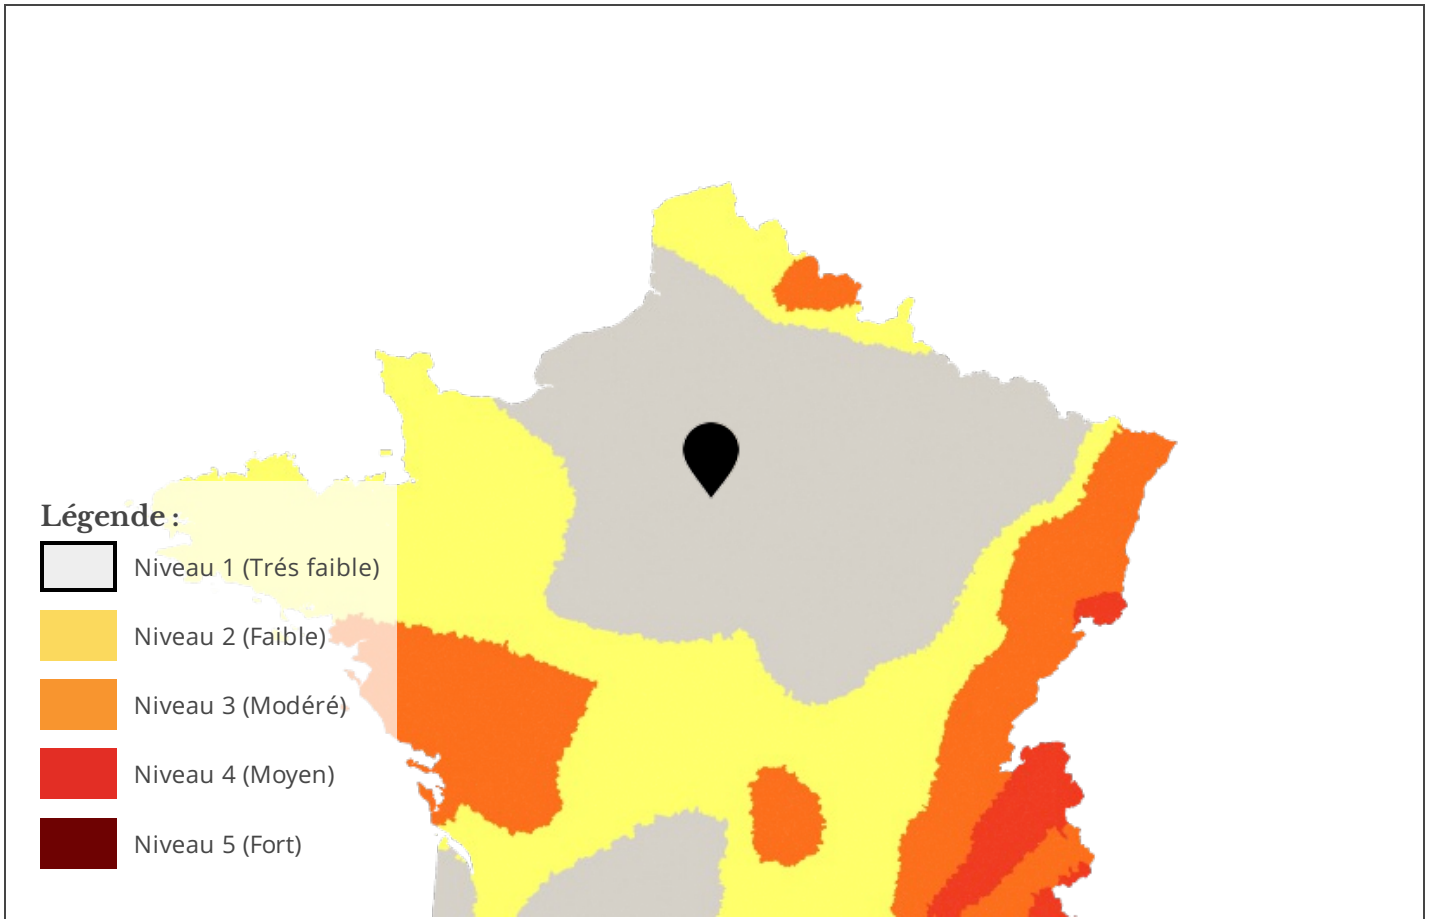 Légende :
Niveau 1 (Trés faible)
Niveau 2 (Faible)
Niveau 3 (Modéré)
Niveau 4 (Moyen)
Niveau 5 (Fort)